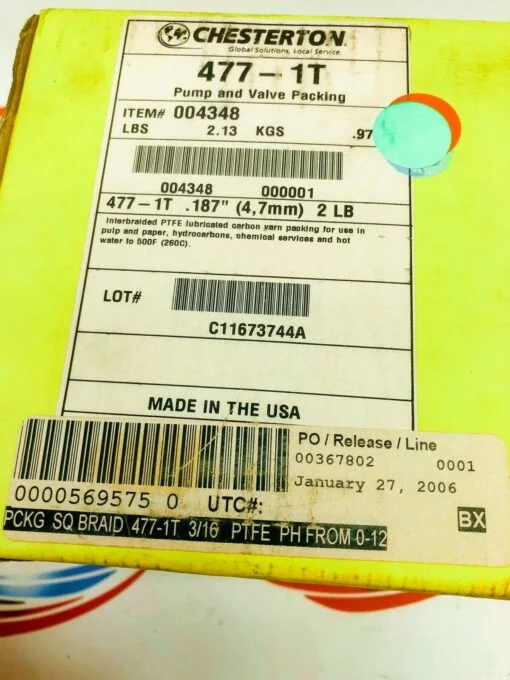 CHESTERTON
Global Solutions, Local Service.
477-1T
Pump and Valve Packing
ITEM# 004348
LBS 2.13 KGS .97
004348 000001
477-1T .187" (4,7mm) 2 LB
Interbraided PTFE lubricated carbon yarn packing for use in
pulp and paper, hydrocarbons, chemical services and hot
water to 500F (260C).
LOT#
C11673744A
MADE IN THE USA
PO / Release / Line
00367802 0001
January 27, 2006
0000569575 0 UTC#:
BX
PCKG SQ BRAID 477-1T 3/16 PTFE PH FROM 0-12